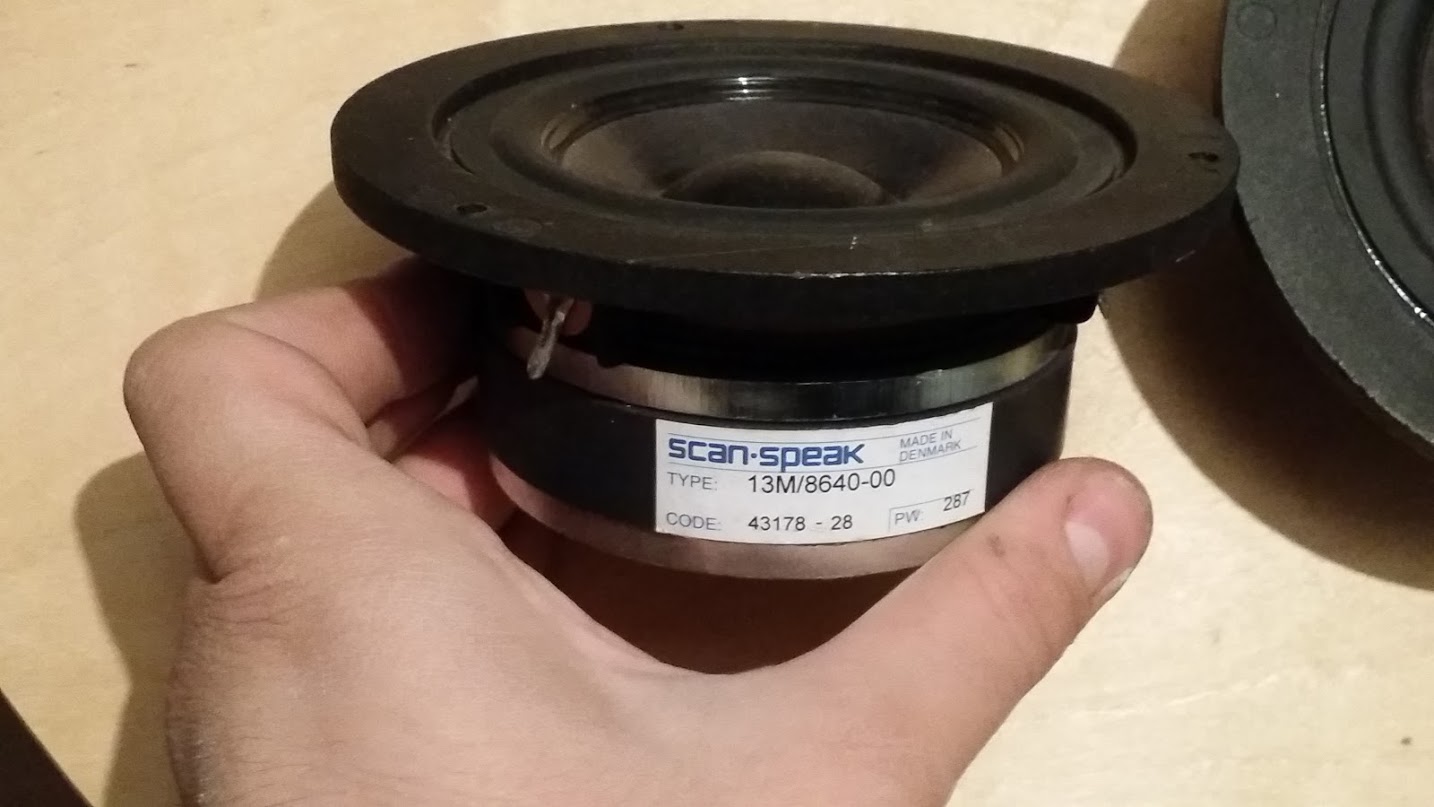 scan·speak
MADE IN
DENMARK
TYPE: 13M/8640-00
CODE: 43178 - 28
PW: 287